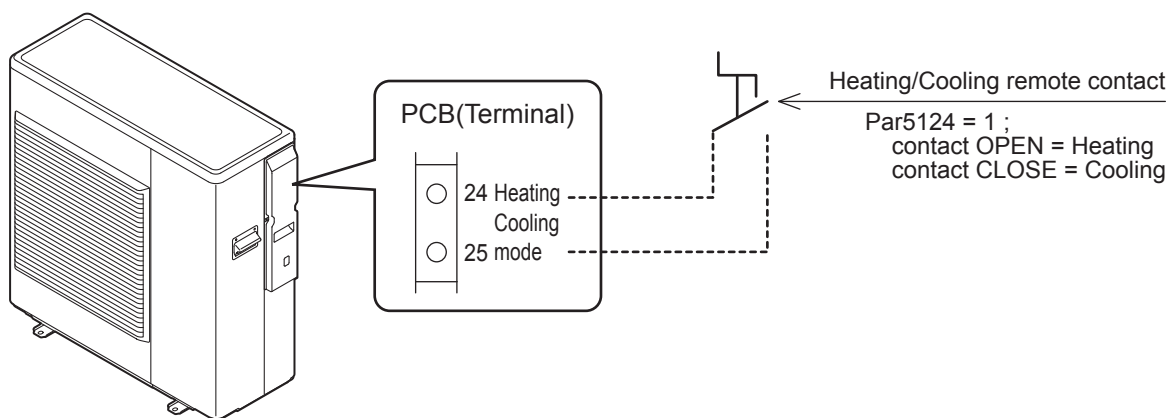 PCB(Terminal)
24 Heating
Cooling
25 mode
Heating/Cooling remote contact
Par5124 = 1 ;
contact OPEN = Heating
contact CLOSE = Cooling